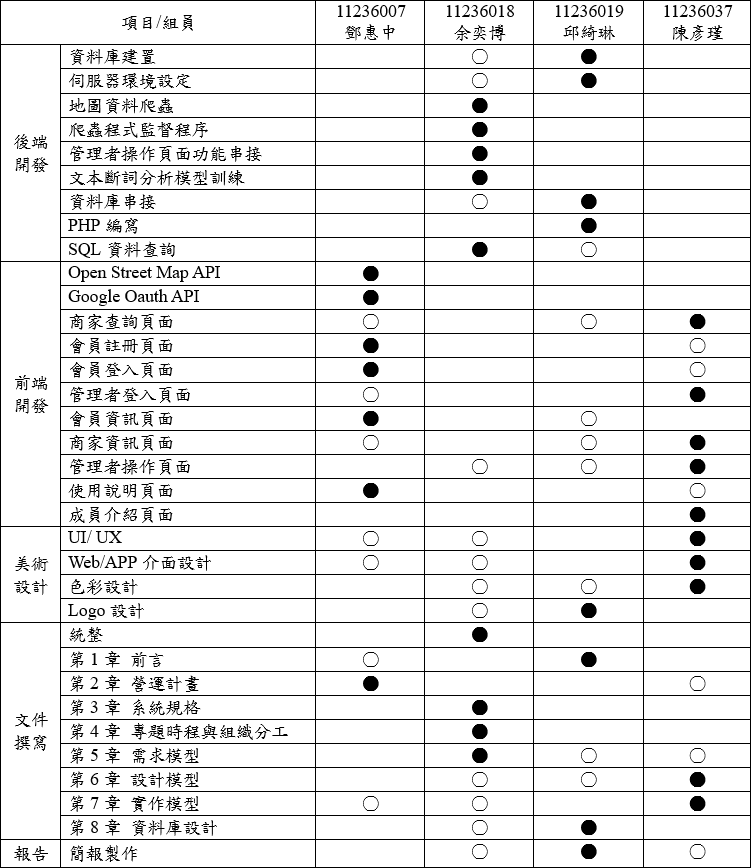 項目/組員 11236007 11236018 11236019 11236037
鄧惠中 余奕博 邱綺琳 陳彥瑾
後端開發
資料庫建置 ○ ●
伺服器環境設定 ○ ●
地圖資料爬蟲 ●
爬蟲程式監督程序 ●
管理者操作頁面功能串接 ●
文本斷詞分析模型訓練 ●
資料庫串接 ○ ●
PHP 編寫 ●
SQL 資料查詢 ● ○
前端開發
Open Street Map API ●
Google Oauth API ●
商家查詢頁面 ○ ○ ●
會員註冊頁面 ● ○
會員登入頁面 ● ○
管理者登入頁面 ○ ●
會員資訊頁面 ● ○
商家資訊頁面 ○ ○ ●
管理者操作頁面 ○ ○ ●
使用說明頁面 ● ○
成員介紹頁面 ●
美術設計
UI/ UX ○ ○ ●
Web/APP 介面設計 ○ ○ ●
色彩設計 ○ ○ ●
Logo 設計 ○ ●
文件撰寫
統整 ●
第 1 章 前言 ○ ●
第 2 章 營運計畫 ● ○
第 3 章 系統規格 ●
第 4 章 專題時程與組織分工 ●
第 5 章 需求模型 ● ○ ○
第 6 章 設計模型 ○ ○ ●
第 7 章 實作模型 ○ ○ ●
第 8 章 資料庫設計 ○ ●
報告 簡報製作 ○ ● ○